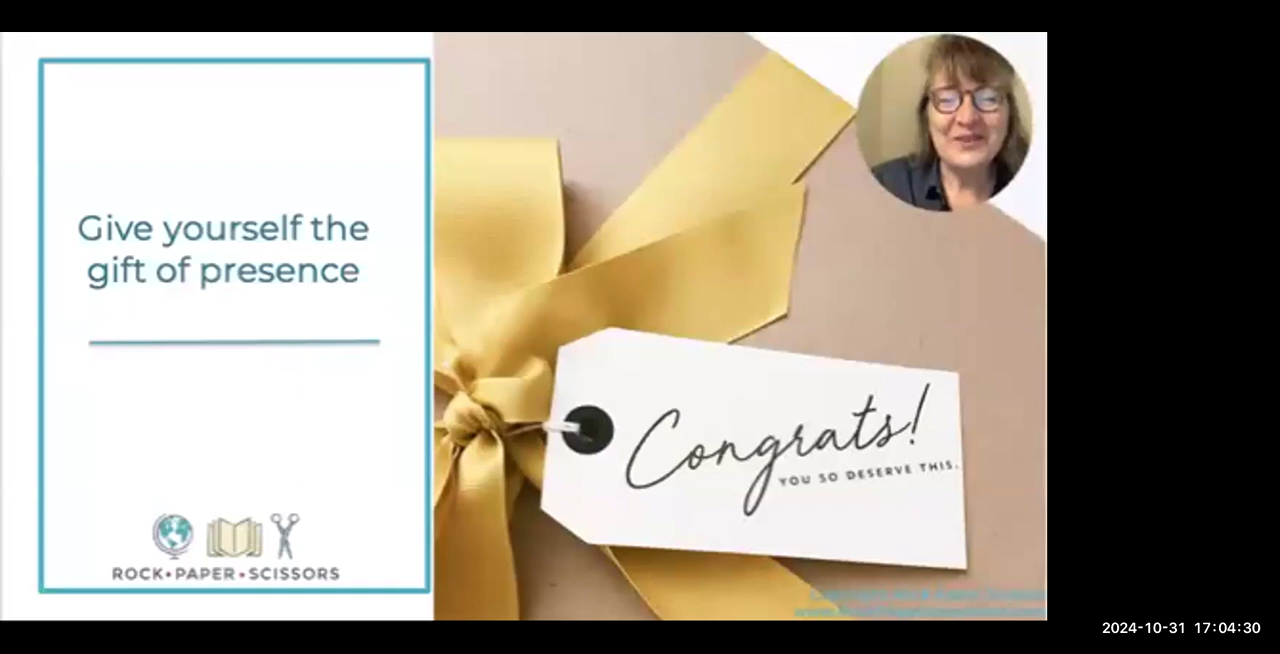 Give yourself the
gift of presence
ROCK•PAPER•SCISSORS
Congrats!
YOU SO DESERVE THIS.
2024-10-31 17:04:30